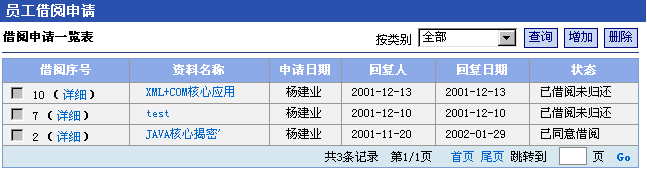 员工借阅申请
借阅申请一览表 按类别 全部 查询 增加 删除
借阅序号 资料名称 申请日期 回复人 回复日期 状态
10 (详细) XML+COM核心应用 杨建业 2001-12-13 2001-12-13 已借阅未归还
7 (详细) test 杨建业 2001-12-10 2001-12-10 已借阅未归还
2 (详细) JAVA核心揭密' 杨建业 2001-11-20 2002-01-29 已同意借阅
共3条记录 第1/1页 首页 尾页 跳转到 页 Go